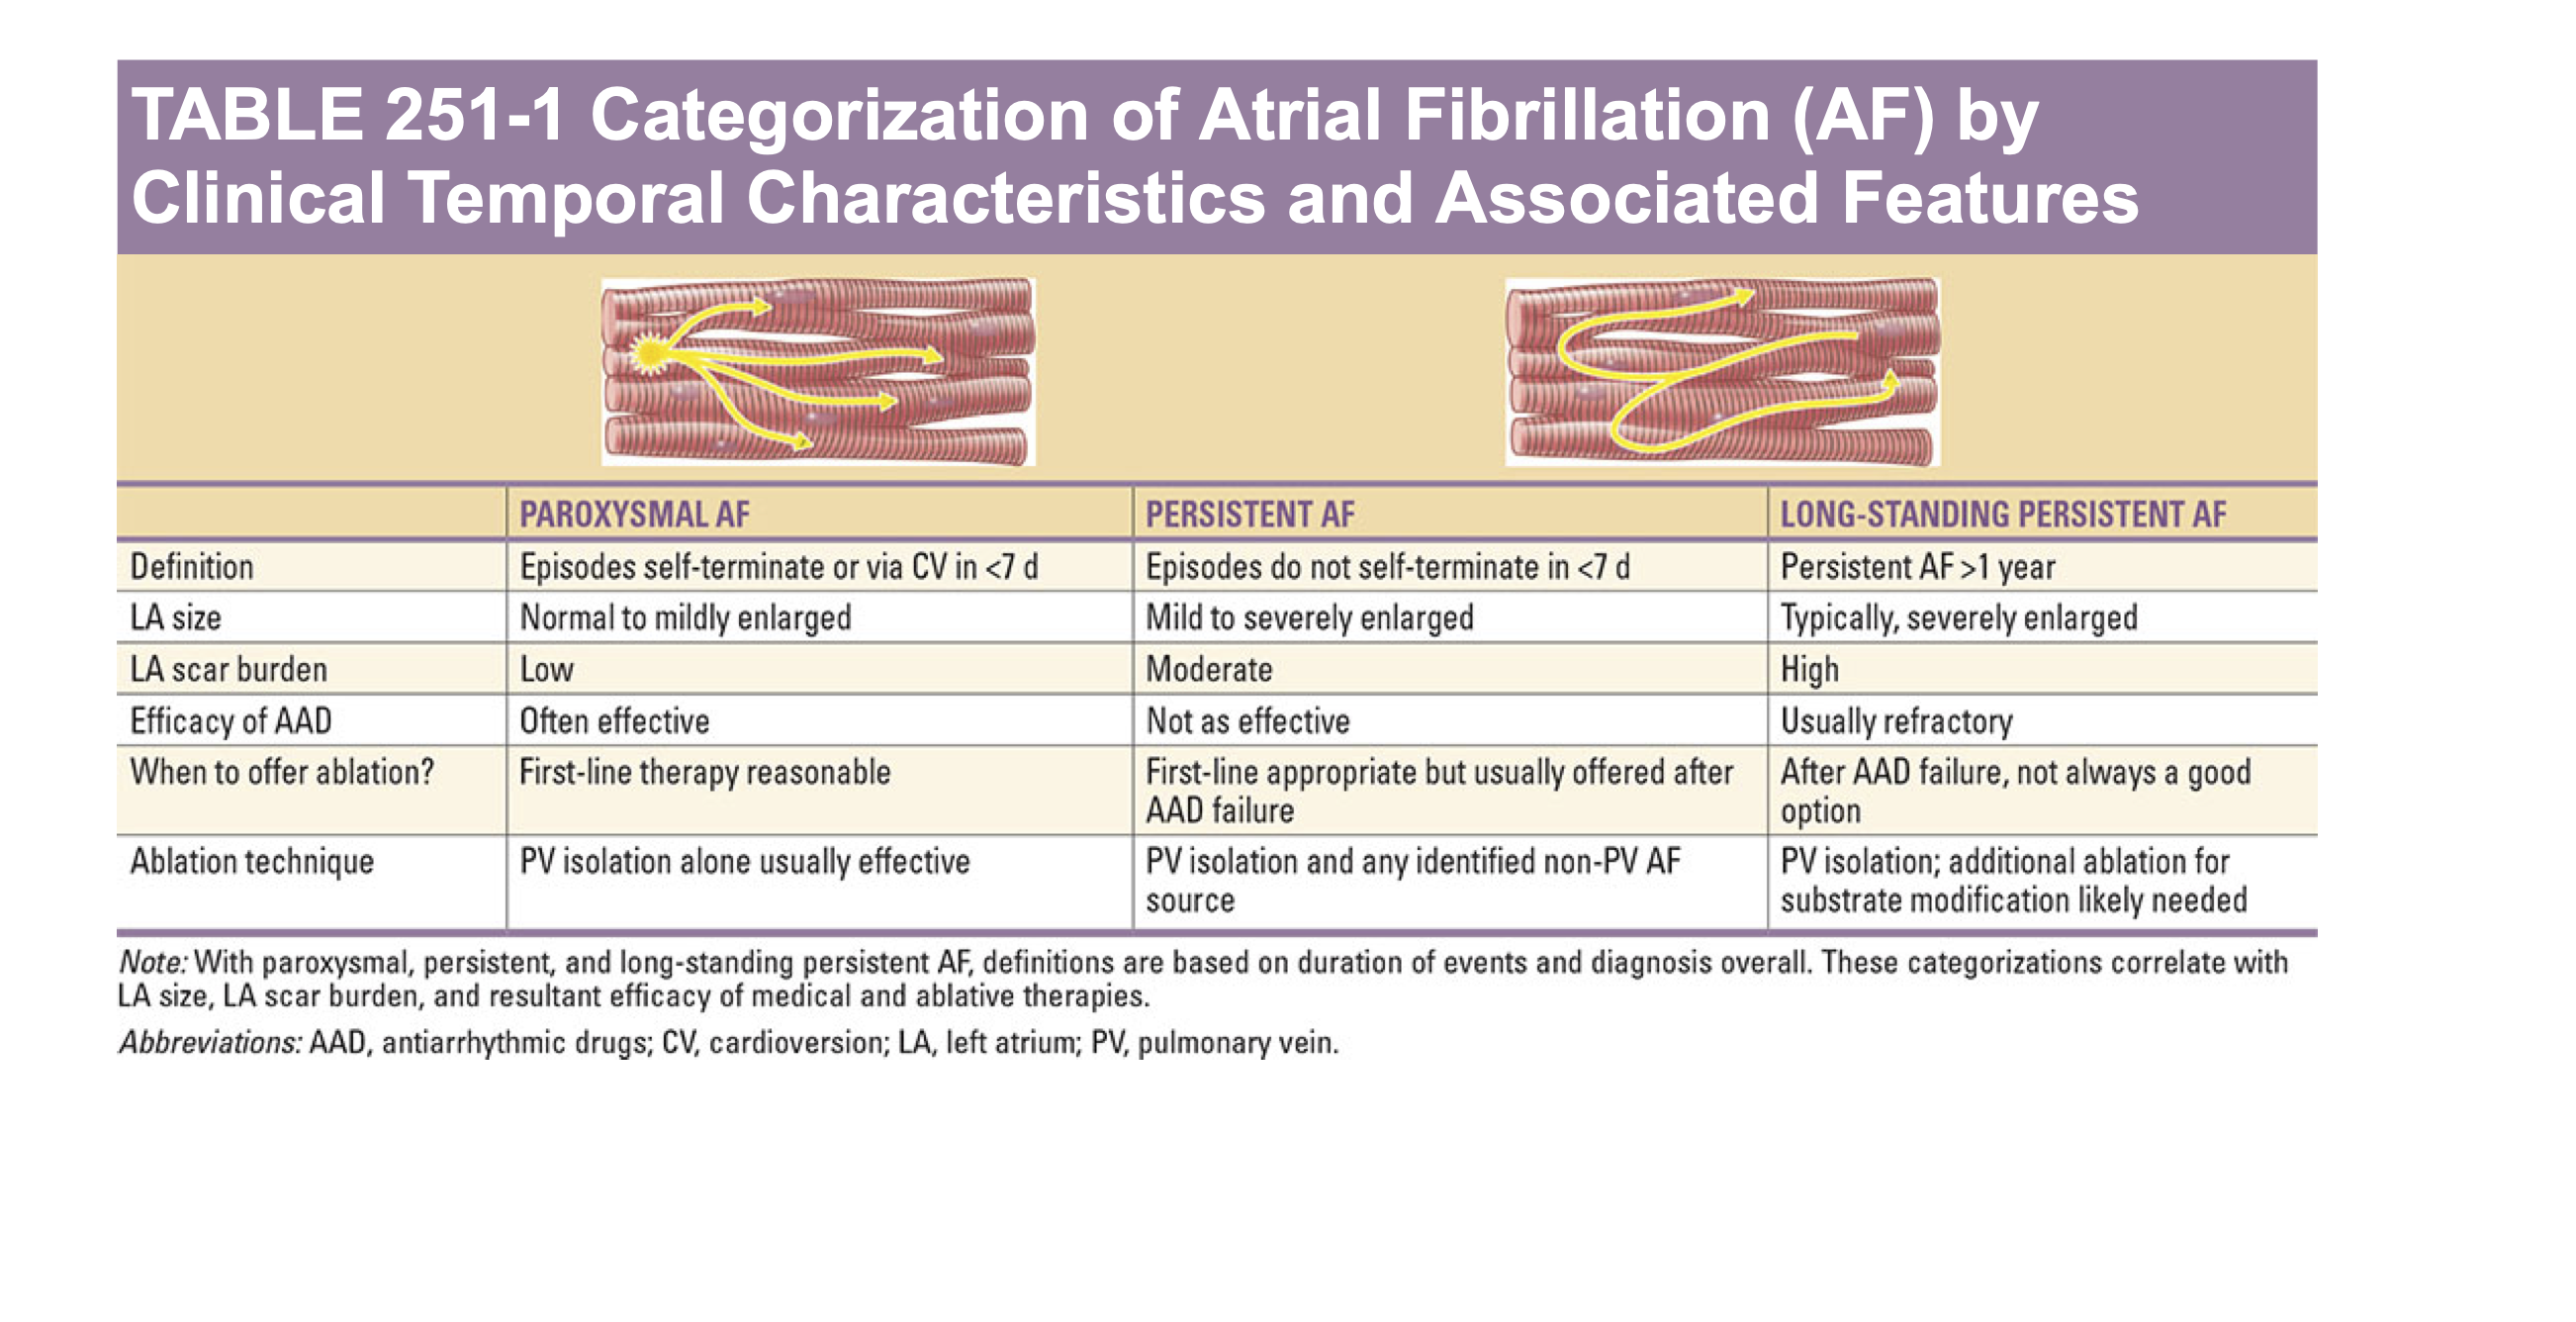 TABLE 251-1 Categorization of Atrial Fibrillation (AF) by
Clinical Temporal Characteristics and Associated Features
PAROXYSMAL AF PERSISTENT AF LONG-STANDING PERSISTENT AF
Definition Episodes self-terminate or via CV in <7 d Episodes do not self-terminate in <7 d Persistent AF >1 year
LA size Normal to mildly enlarged Mild to severely enlarged Typically, severely enlarged
LA scar burden Low Moderate High
Efficacy of AAD Often effective Not as effective Usually refractory
When to offer ablation? First-line therapy reasonable First-line appropriate but usually offered after After AAD failure, not always a good
AAD failure option
Ablation technique PV isolation alone usually effective PV isolation and any identified non-PV AF PV isolation; additional ablation for
source substrate modification likely needed
Note: With paroxysmal, persistent, and long-standing persistent AF, definitions are based on duration of events and diagnosis overall. These categorizations correlate with
LA size, LA scar burden, and resultant efficacy of medical and ablative therapies.
Abbreviations: AAD, antiarrhythmic drugs; CV, cardioversion; LA, left atrium; PV, pulmonary vein.